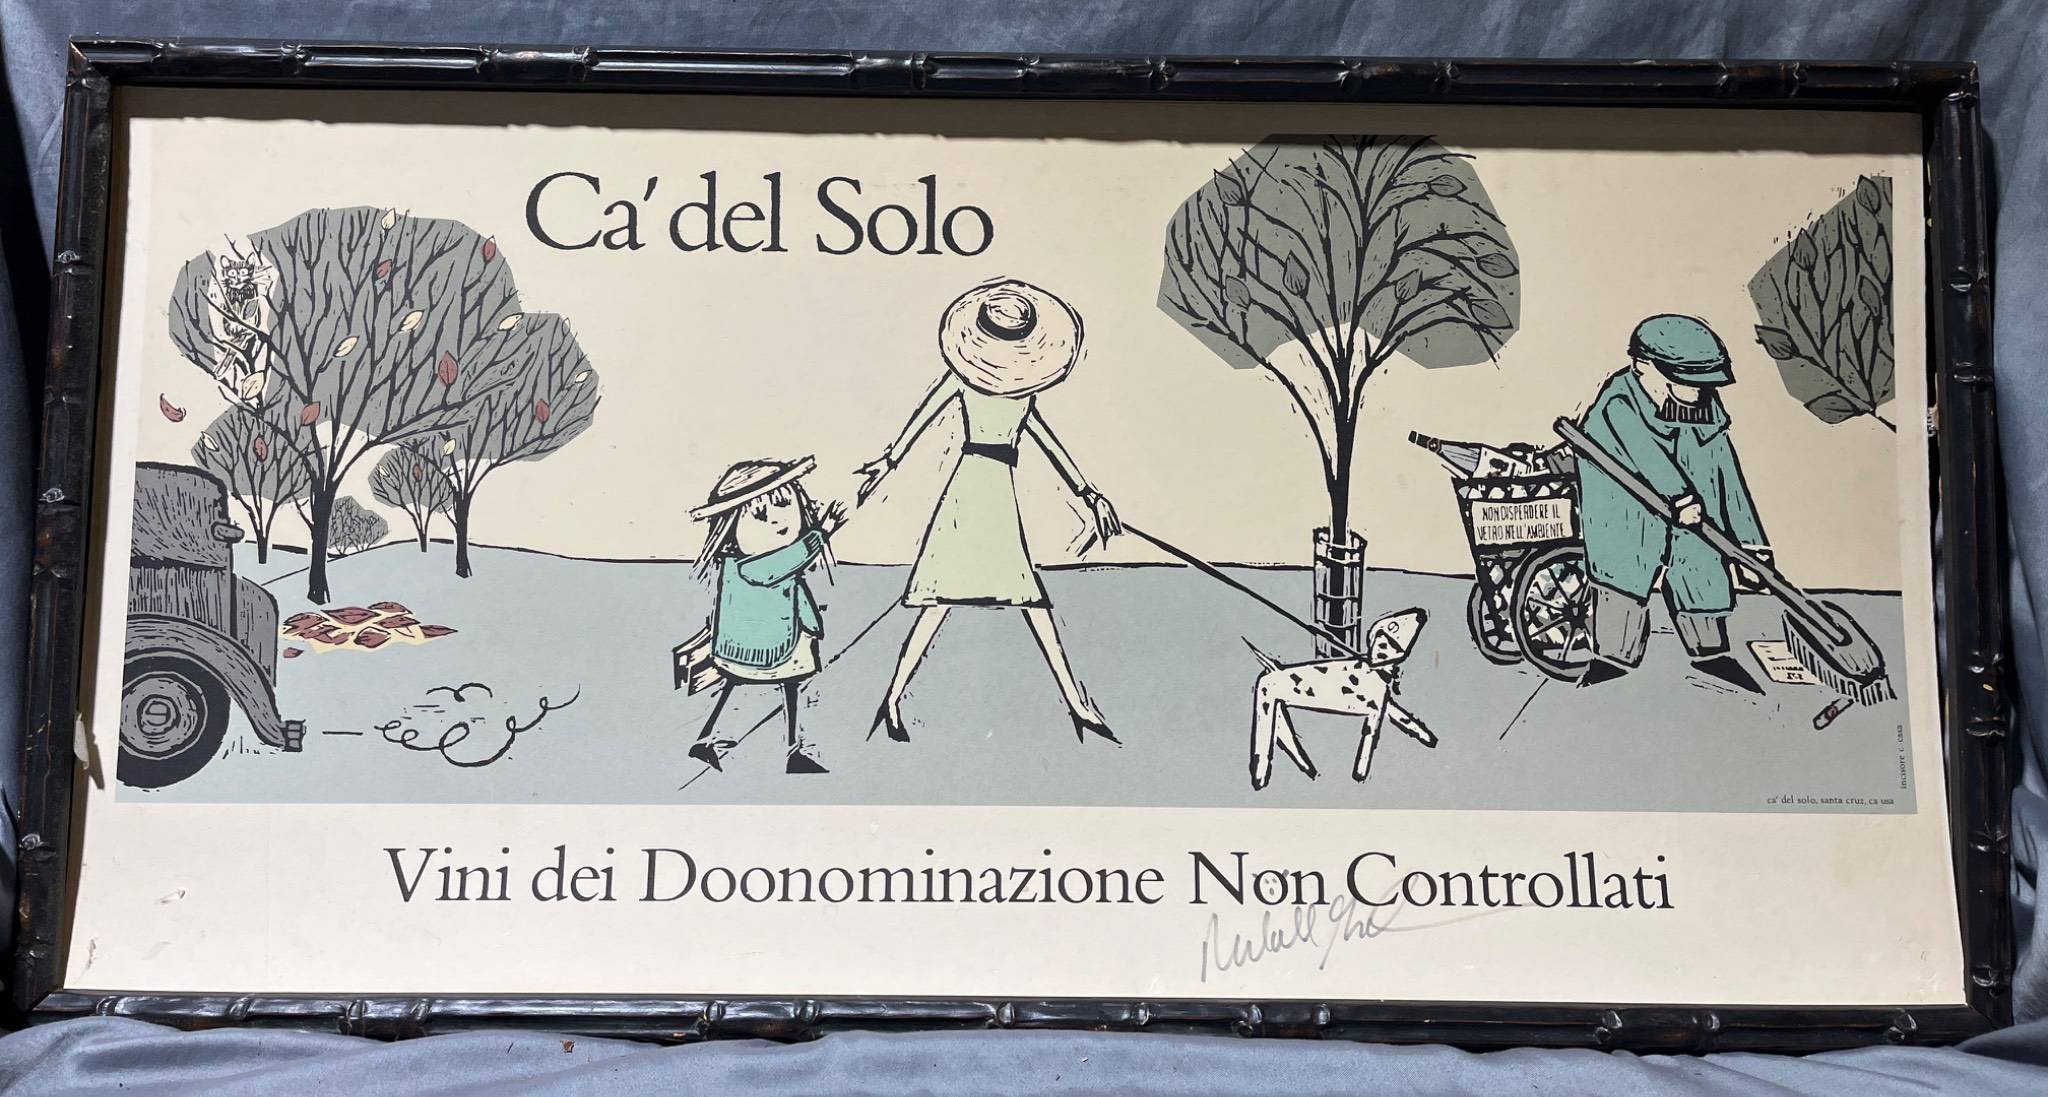 Ca' del Solo
NON DISPERDERE IL
VETRO NELL'AMBIENTE
incisore c. casa
ca' del solo, santa cruz, ca usa
Vini dei Doonominazione Nön Controllati